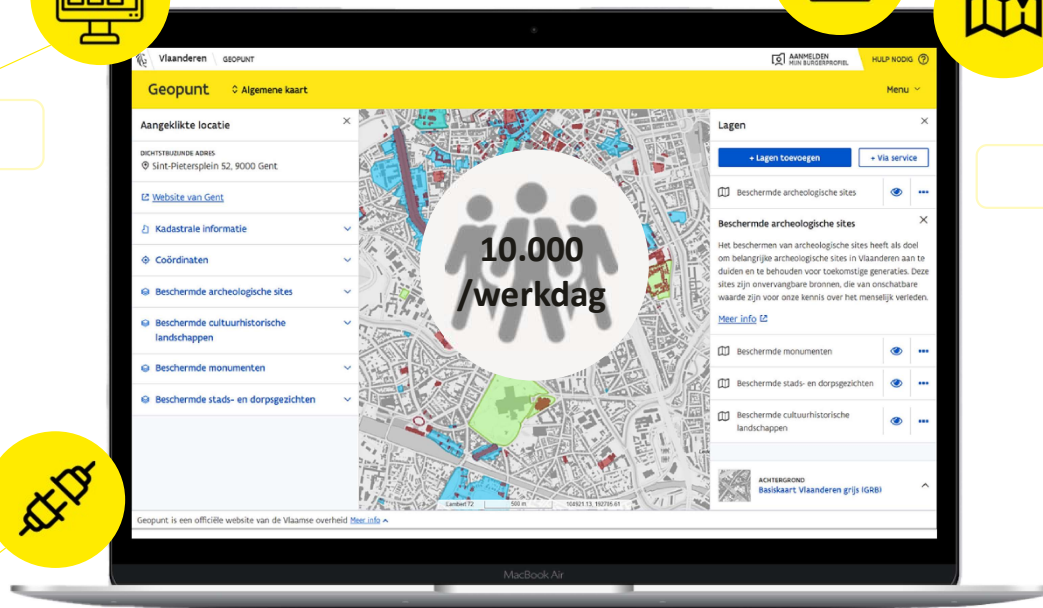 Vlaanderen
GEOPUNT
AANMELDEN
MIJN BURGERPROFIEL
HULP NODIG
Geopunt
Algemene kaart
Menu
Aangeklikte locatie
DICHTSTBIJZIJNDE ADRES
Sint-Pietersplein 52, 9000 Gent
Website van Gent
Kadastrale informatie
Coördinaten
Beschermde archeologische sites
Beschermde cultuurhistorische
landschappen
Beschermde monumenten
Beschermde stads- en dorpsgezichten
10.000
/werkdag
Lambert 72
500 m
Lagen
+ Lagen toevoegen
+ Via service
Beschermde archeologische sites
Beschermde archeologische sites
Het beschermen van archeologische sites heeft als doel
om belangrijke archeologische sites in Vlaanderen aan te
duiden en te behouden voor toekomstige generaties. Deze
sites zijn onvervangbare bronnen, die van onschatbare
waarde zijn voor onze kennis over het menselijk verleden.
Meer info
Beschermde monumenten
Beschermde stads- en dorpsgezichten
Beschermde cultuurhistorische
landschappen
ACHTERGROND
Basiskaart Vlaanderen grijs (GRB)
Geopunt is een officiële website van de Vlaamse overheid Meer info
MacBook Air